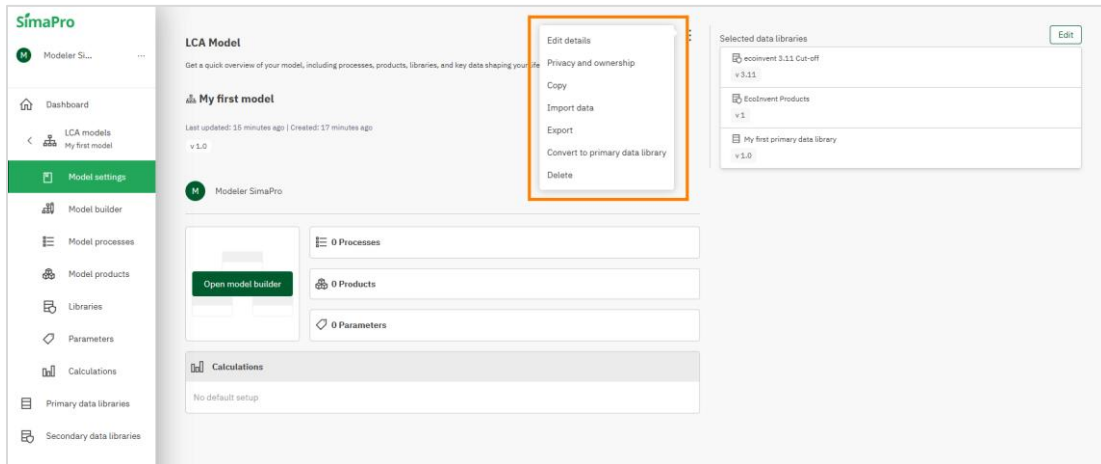 SimaPro
M Modeler Si... ...
Dashboard
LCA models
My first model
Model settings
Model builder
Model processes
Model products
Libraries
Parameters
Calculations
Primary data libraries
Secondary data libraries
LCA Model
Get a quick overview of your model, including processes, products, libraries, and key data shaping your life
My first model
Last updated: 15 minutes ago | Created: 17 minutes ago
v 1.0
M Modeler SimaPro
Open model builder
0 Processes
0 Products
0 Parameters
Calculations
No default setup
Edit details
Privacy and ownership
Copy
Import data
Export
Convert to primary data library
Delete
Selected data libraries
Edit
ecoinvent 3.11 Cut-off
v 3.11
EcoInvent Products
v 1
My first primary data library
v 1.0